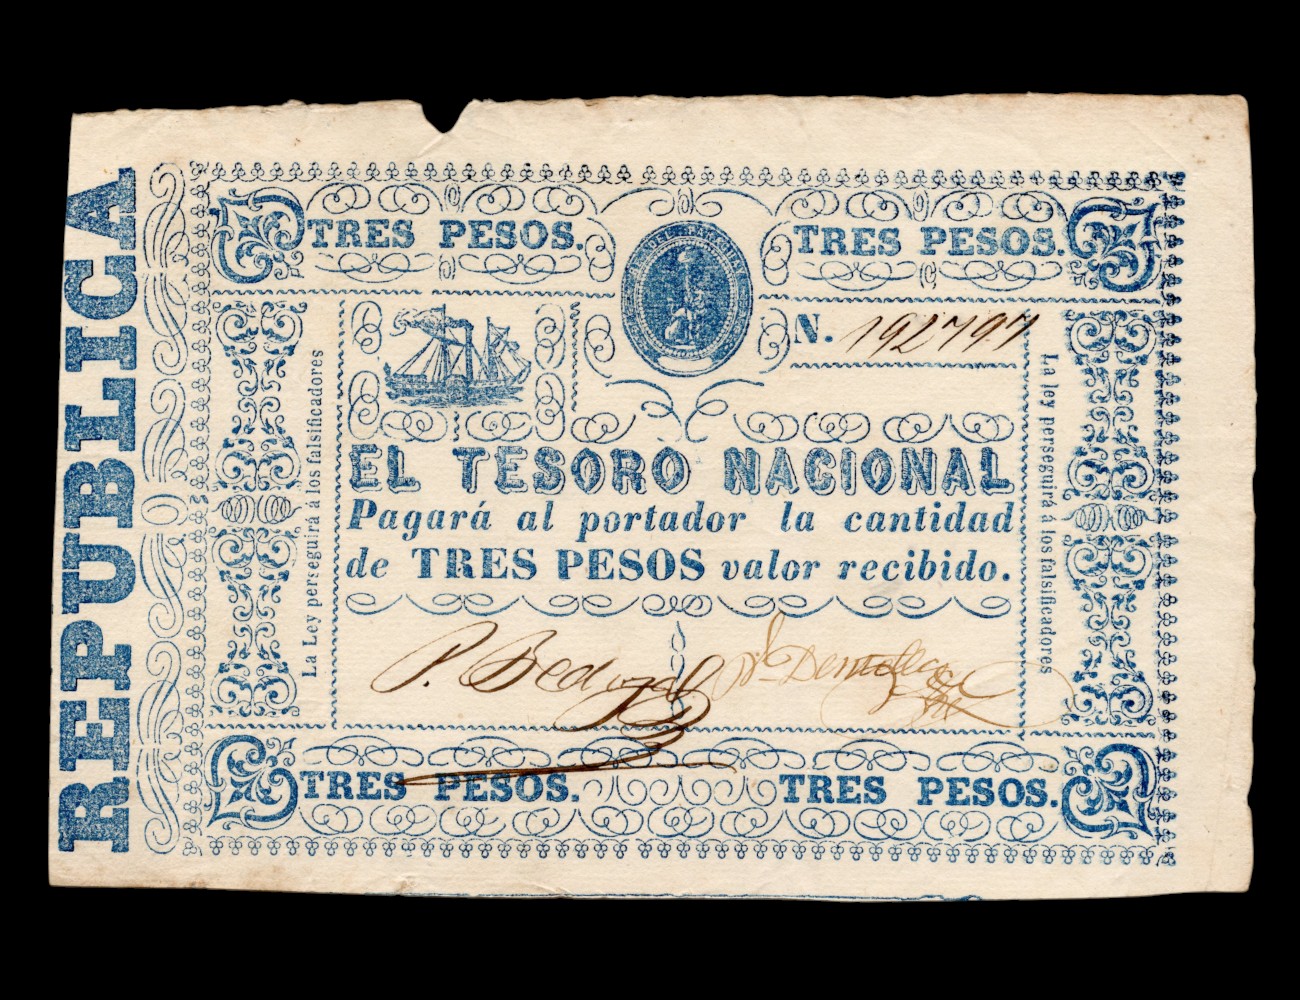 REPUBLICA
TRES PESOS.
TRES PESOS.
N. 192797
La Ley perseguirá á los falsificadores
La ley perseguirá á los falsificadores
EL TESORO NACIONAL
Pagará al portador la cantidad
de TRES PESOS valor recibido.
P.
TRES PESOS.
TRES PESOS.